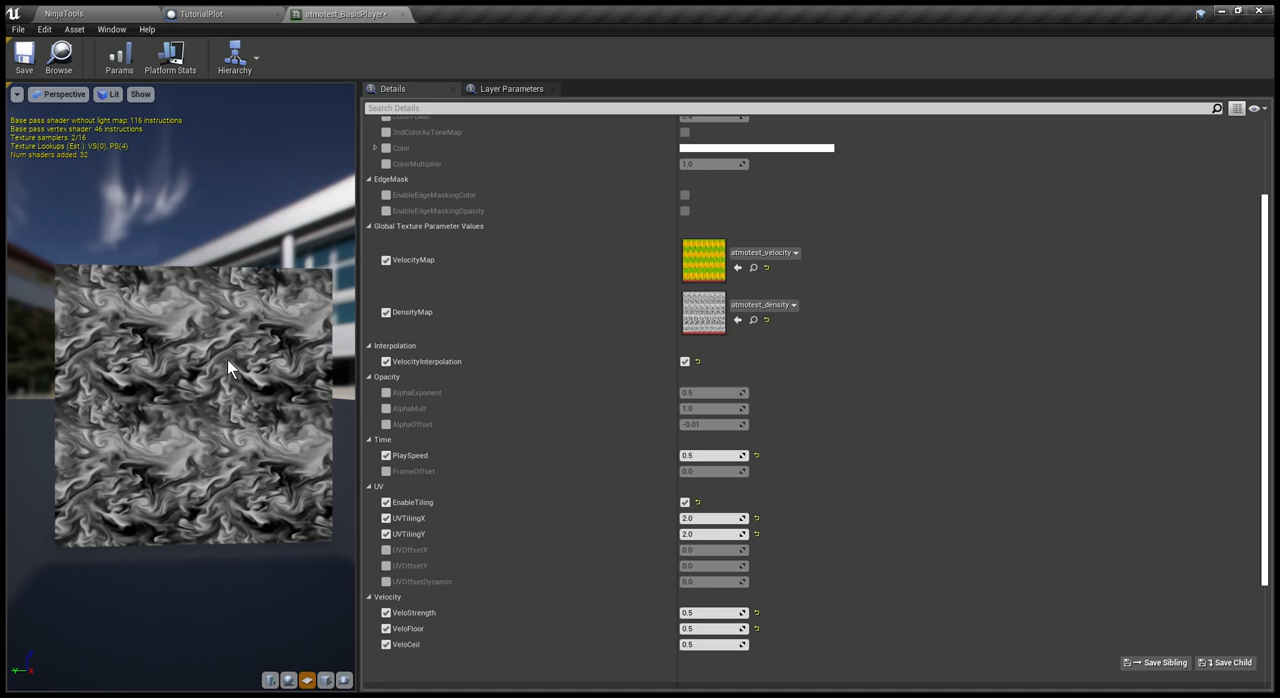 NinjaTools
TutorialPlot
atmotest_BasicPlayer*
File Edit Asset Window Help
Save Browse Params Platform Stats Hierarchy
Perspective Lit Show
Base pass shader without light map: 116 instructions
Base pass vertex shader: 46 instructions
Texture samplers: 2/16
Texture Lookups (Est.): VS(0), PS(4)
Num shaders added: 32
Details Layer Parameters
Search Details
ColorPower
2ndColorAsToneMap
Color
ColorMultiplier 1.0
EdgeMask
EnableEdgeMaskingColor
EnableEdgeMaskingOpacity
Global Texture Parameter Values
VelocityMap atmotest_velocity
DensityMap atmotest_density
Interpolation
VelocityInterpolation
Opacity
AlphaExponent 0.5
AlphaMult 1.0
AlphaOffset -0.01
Time
PlaySpeed 0.5
FrameOffset 0.0
UV
EnableTiling
UVTilingX 2.0
UVTilingY 2.0
UVOffsetX 0.0
UVOffsetY 0.0
UVOffsetDynamic 0.0
Velocity
VeloStrength 0.5
VeloFloor 0.5
VeloCeil 0.5
Save Sibling Save Child